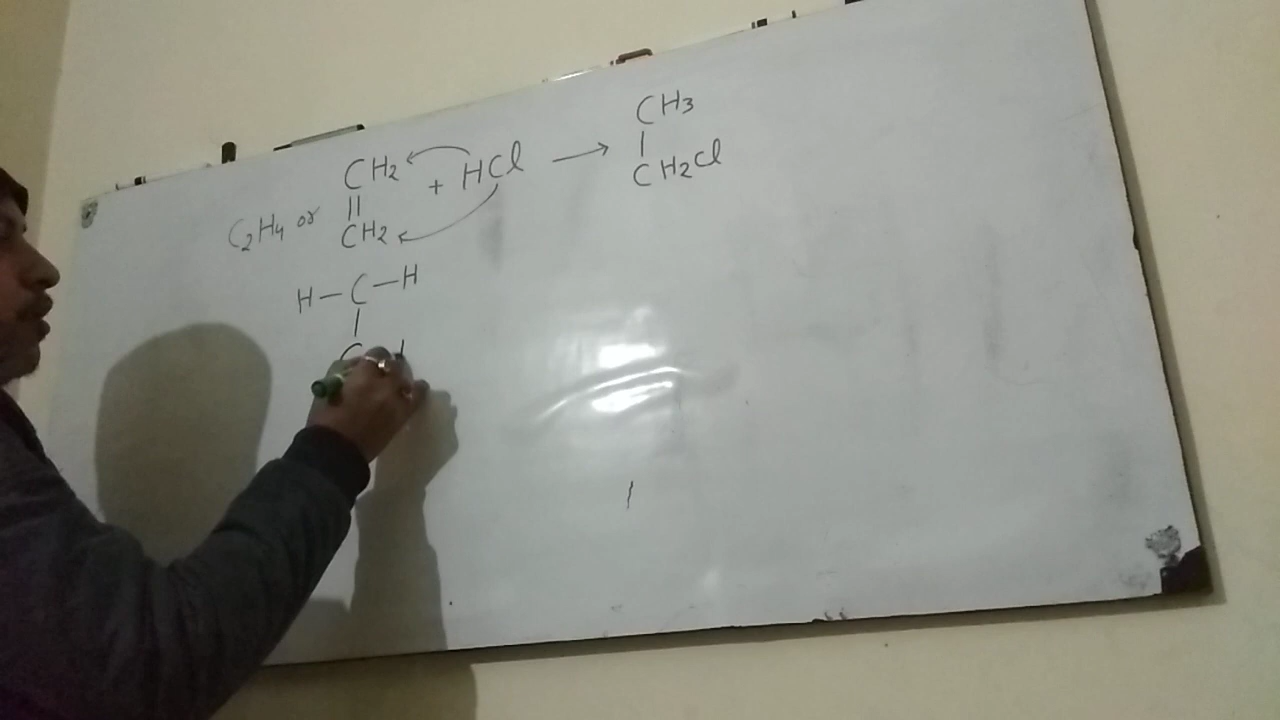 CH2 + HCl → CH3
||
|
C2H4 or CH2
CH2Cl
H – C – H
|
C